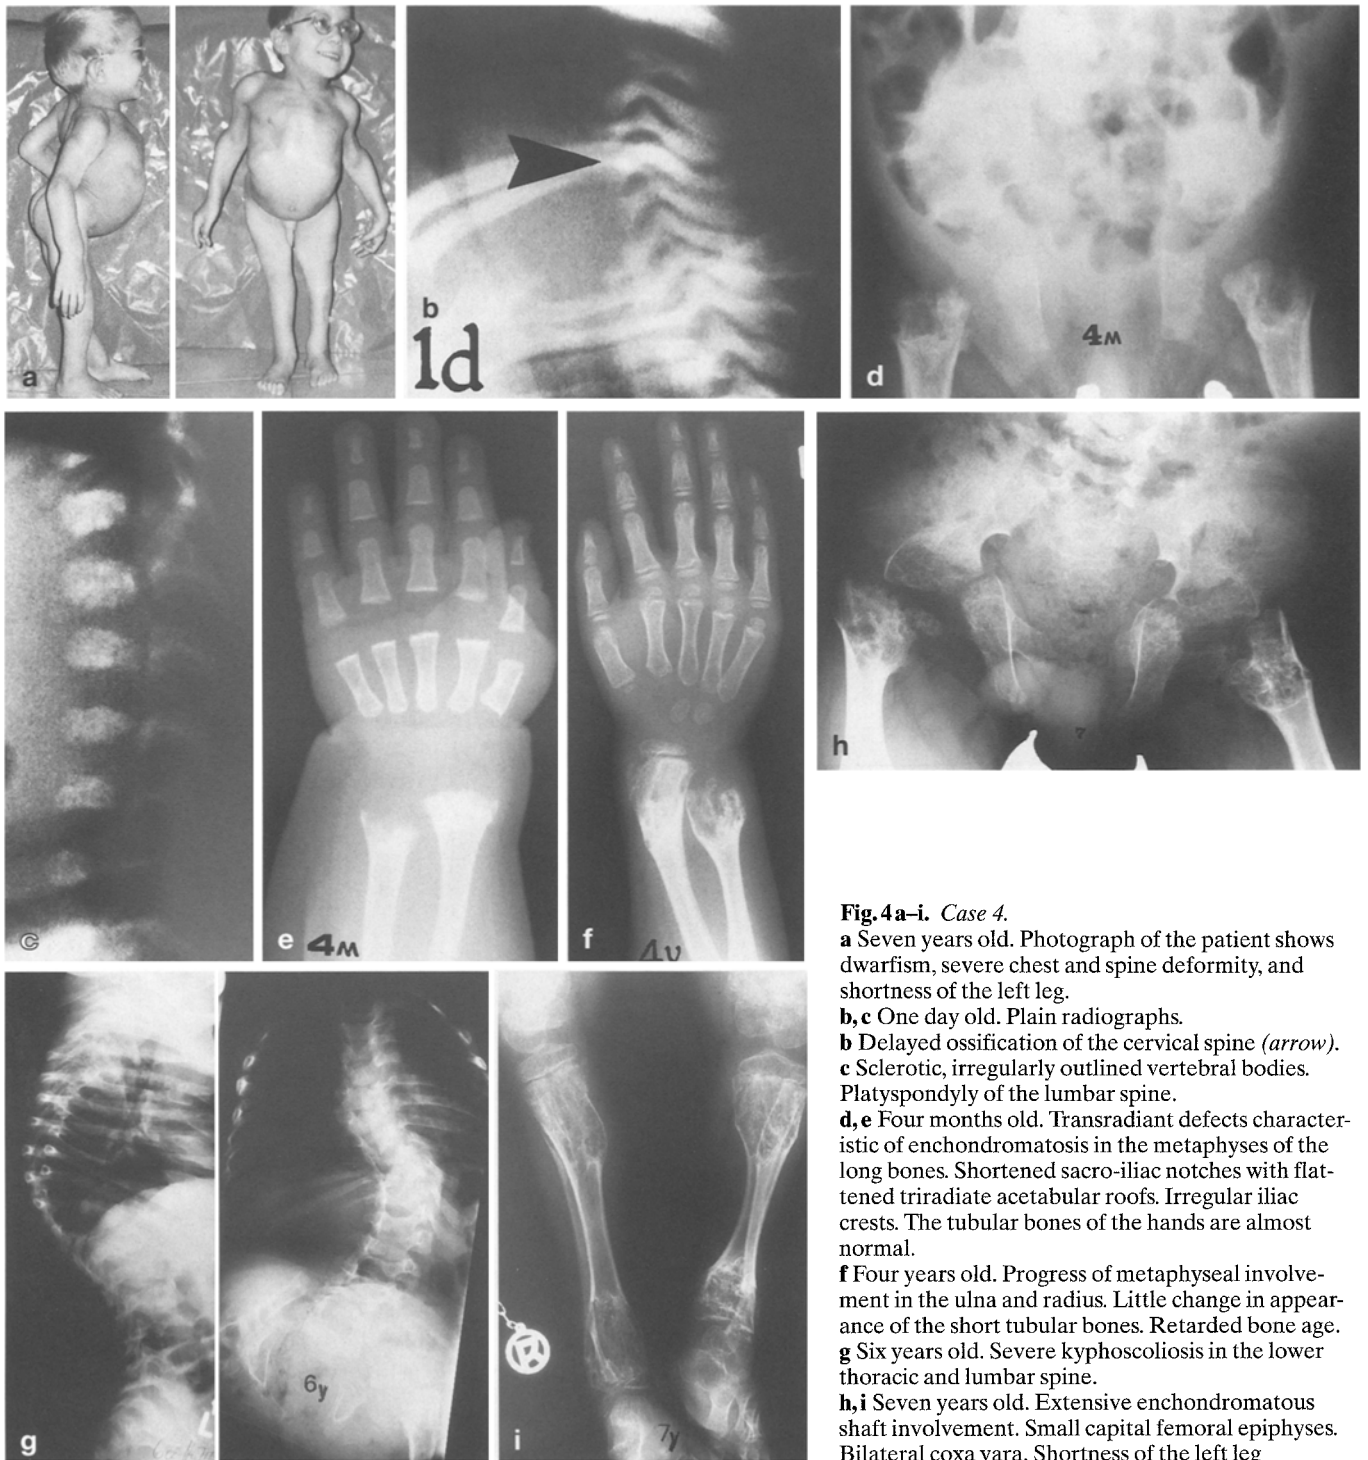 a
b
1d
d
4M
c
e
4M
f
h
7
g
6y
i
7y
Fig. 4a–i. Case 4.
a Seven years old. Photograph of the patient shows
dwarfism, severe chest and spine deformity, and
shortness of the left leg.
b, c One day old. Plain radiographs.
b Delayed ossification of the cervical spine (arrow).
c Sclerotic, irregularly outlined vertebral bodies.
Platyspondyly of the lumbar spine.
d, e Four months old. Transradiant defects character-
istic of enchondromatosis in the metaphyses of the
long bones. Shortened sacro-iliac notches with flat-
tened triradiate acetabular roofs. Irregular iliac
crests. The tubular bones of the hands are almost
normal.
f Four years old. Progress of metaphyseal involve-
ment in the ulna and radius. Little change in appear-
ance of the short tubular bones. Retarded bone age.
g Six years old. Severe kyphoscoliosis in the lower
thoracic and lumbar spine.
h, i Seven years old. Extensive enchondromatous
shaft involvement. Small capital femoral epiphyses.
Bilateral coxa vara. Shortness of the left leg